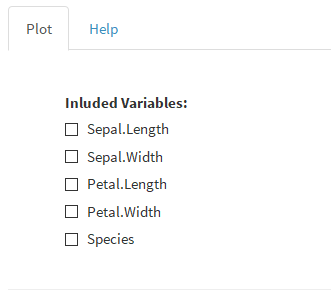 Plot Help
Inluded Variables:
Sepal.Length
Sepal.Width
Petal.Length
Petal.Width
Species